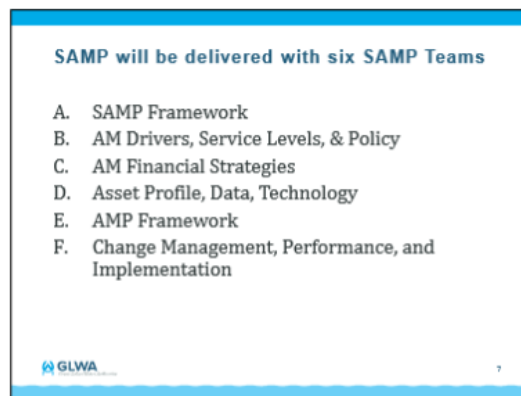 SAMP will be delivered with six SAMP Teams
A. SAMP Framework
B. AM Drivers, Service Levels, & Policy
C. AM Financial Strategies
D. Asset Profile, Data, Technology
E. AMP Framework
F. Change Management, Performance, and
Implementation
GLWA
7